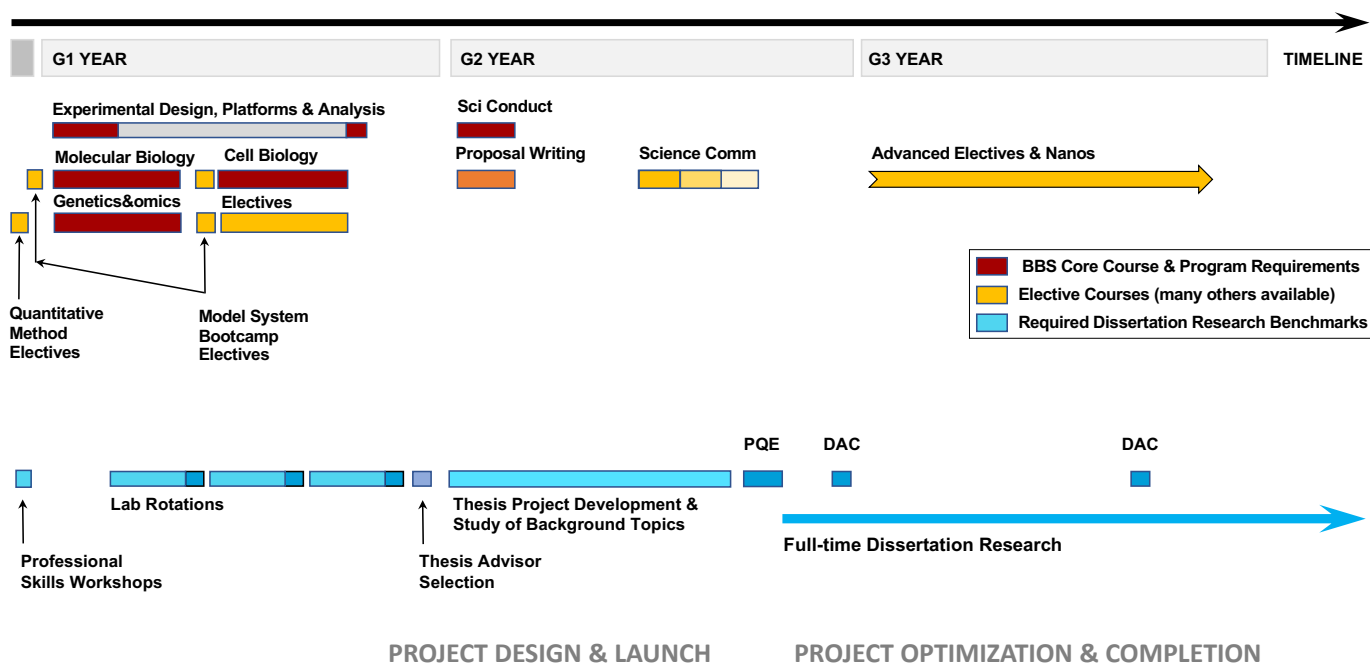 G1 YEAR
G2 YEAR
G3 YEAR
TIMELINE
Experimental Design, Platforms & Analysis
Sci Conduct
Molecular Biology
Cell Biology
Proposal Writing
Science Comm
Advanced Electives & Nanos
Genetics&omics
Electives
BBS Core Course & Program Requirements
Elective Courses (many others available)
Required Dissertation Research Benchmarks
Quantitative
Method
Electives
Model System
Bootcamp
Electives
PQE
DAC
DAC
Lab Rotations
Thesis Project Development &
Study of Background Topics
Full-time Dissertation Research
Professional
Skills Workshops
Thesis Advisor
Selection
PROJECT DESIGN & LAUNCH
PROJECT OPTIMIZATION & COMPLETION